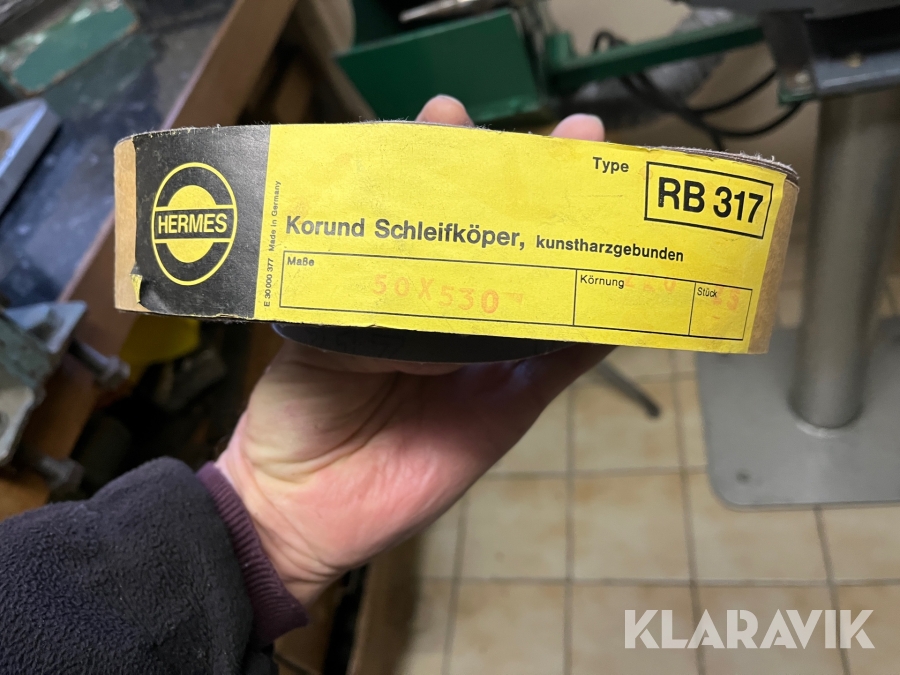 HERMES
E 30 000 377 Made in Germany
Type
RB 317
Korund Schleifköper, kunstharzgebunden
Maße
50X530
Körnung
Stück
KLARAVIK